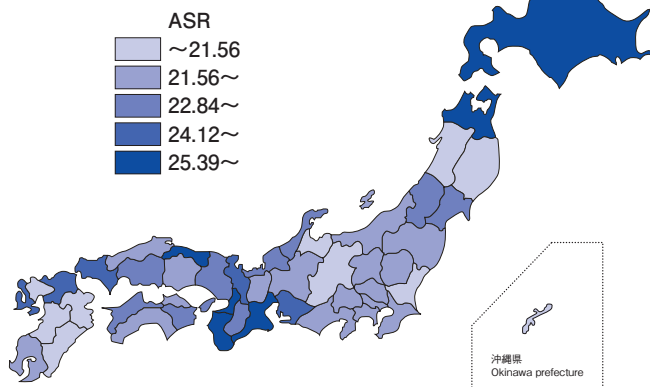 ASR
～21.56
21.56～
22.84～
24.12～
25.39～
沖縄県
Okinawa prefecture